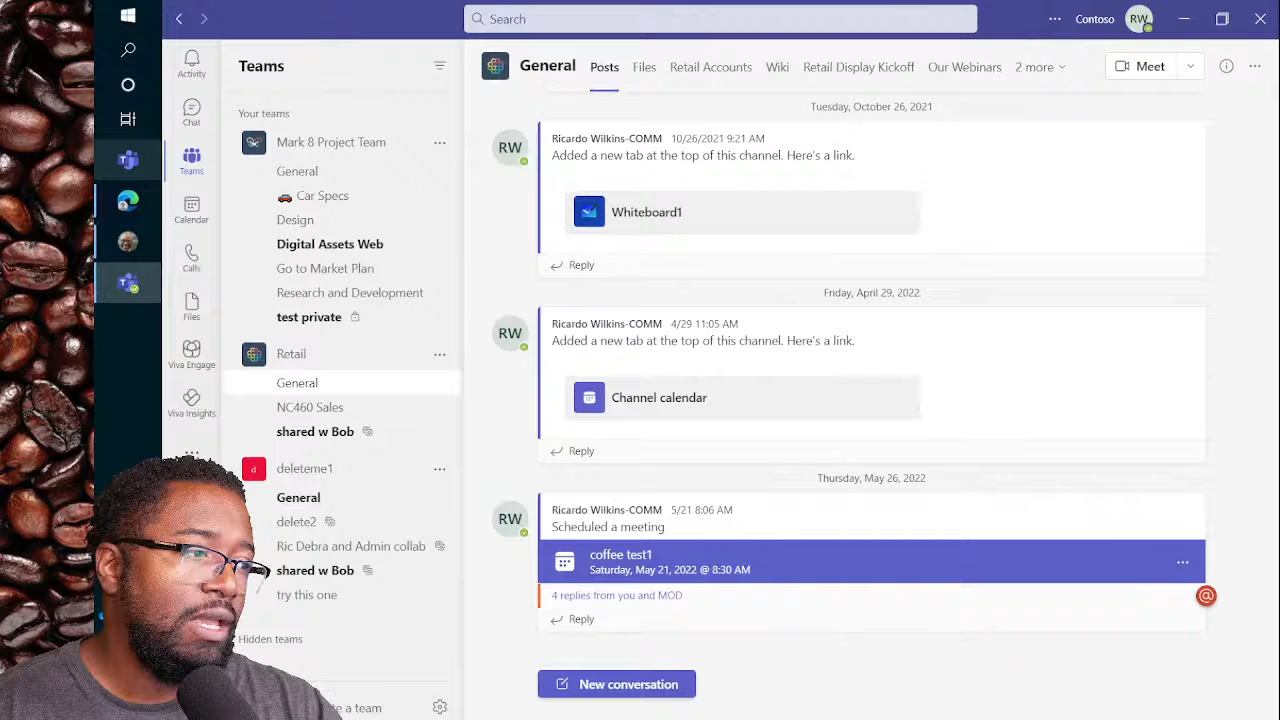 Search
Contoso
RW
Activity
Chat
Teams
Calendar
Calls
Files
Viva Engage
Viva Insights
Teams
Your teams
Mark 8 Project Team
General
Car Specs
Design
Digital Assets Web
Go to Market Plan
Research and Development
test private
Retail
General
NC460 Sales
shared w Bob
d
deleteme1
General
delete2
Ric Debra and Admin collab
shared w Bob
try this one
Hidden teams
e a team
General
Posts
Files
Retail Accounts
Wiki
Retail Display Kickoff
Our Webinars
2 more
Meet
Tuesday, October 26, 2021
RW
Ricardo Wilkins-COMM 10/26/2021 9:21 AM
Added a new tab at the top of this channel. Here's a link.
Whiteboard1
Reply
Friday, April 29, 2022
RW
Ricardo Wilkins-COMM 4/29 11:05 AM
Added a new tab at the top of this channel. Here's a link.
Channel calendar
Reply
Thursday, May 26, 2022
RW
Ricardo Wilkins-COMM 5/21 8:06 AM
Scheduled a meeting
coffee test1
Saturday, May 21, 2022 @ 8:30 AM
4 replies from you and MOD
@
Reply
New conversation